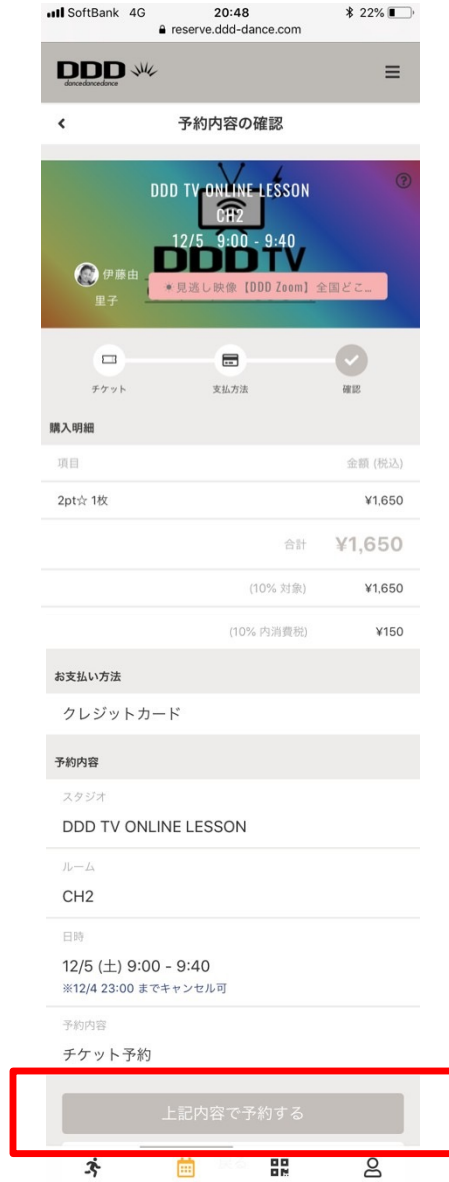 SoftBank 4G 20:48 22%
reserve.ddd-dance.com
DDD
dancedancedance
予約内容の確認
DDD TV ONLINE LESSON
CH2
12/5 9:00 - 9:40
DDDTV
伊藤由
里子
☀見逃し映像【DDD Zoom】全国どこ…
チケット 支払方法 確認
購入明細
項目 金額 (税込)
2pt☆ 1枚 ¥1,650
合計 ¥1,650
(10% 対象) ¥1,650
(10% 内消費税) ¥150
お支払い方法
クレジットカード
予約内容
スタジオ
DDD TV ONLINE LESSON
ルーム
CH2
日時
12/5 (土) 9:00 - 9:40
※12/4 23:00 までキャンセル可
予約内容
チケット予約
上記内容で予約する